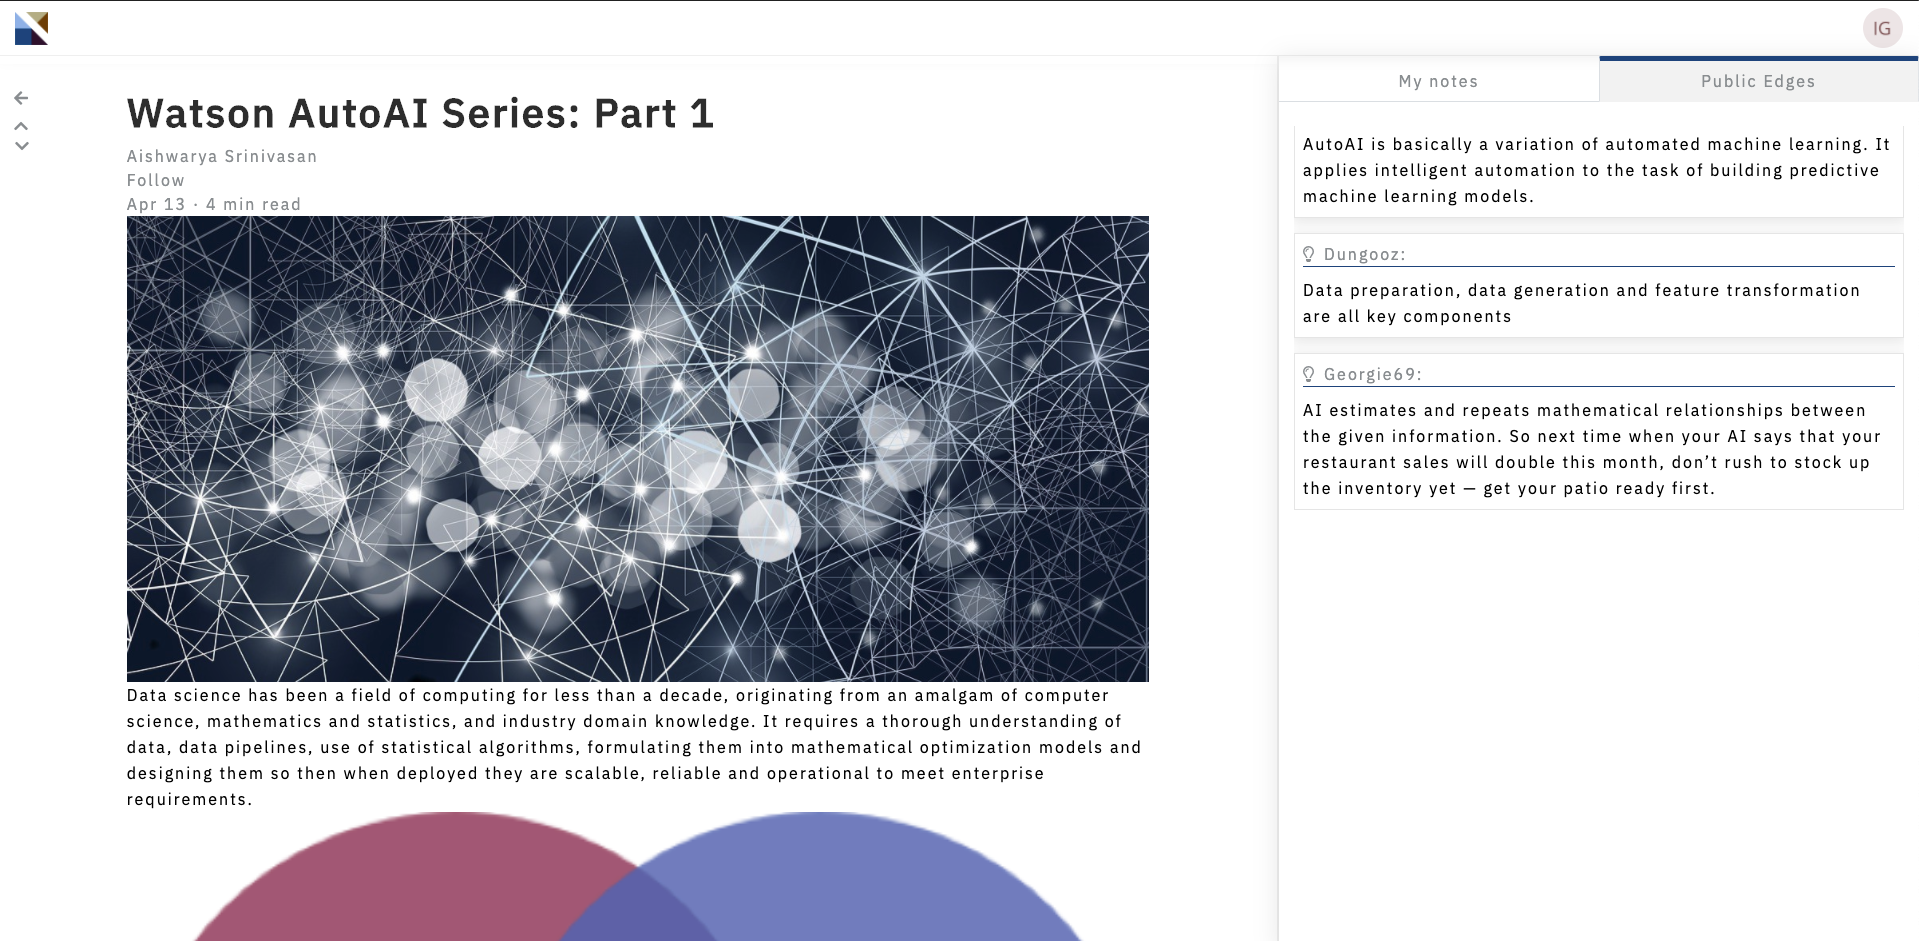 IG
Watson AutoAI Series: Part 1
Aishwarya Srinivasan
Follow
Apr 13 · 4 min read
Data science has been a field of computing for less than a decade, originating from an amalgam of computer
science, mathematics and statistics, and industry domain knowledge. It requires a thorough understanding of
data, data pipelines, use of statistical algorithms, formulating them into mathematical optimization models and
designing them so then when deployed they are scalable, reliable and operational to meet enterprise
requirements.
My notes
Public Edges
AutoAI is basically a variation of automated machine learning. It
applies intelligent automation to the task of building predictive
machine learning models.
Dungooz:
Data preparation, data generation and feature transformation
are all key components
Georgie69:
AI estimates and repeats mathematical relationships between
the given information. So next time when your AI says that your
restaurant sales will double this month, don’t rush to stock up
the inventory yet — get your patio ready first.